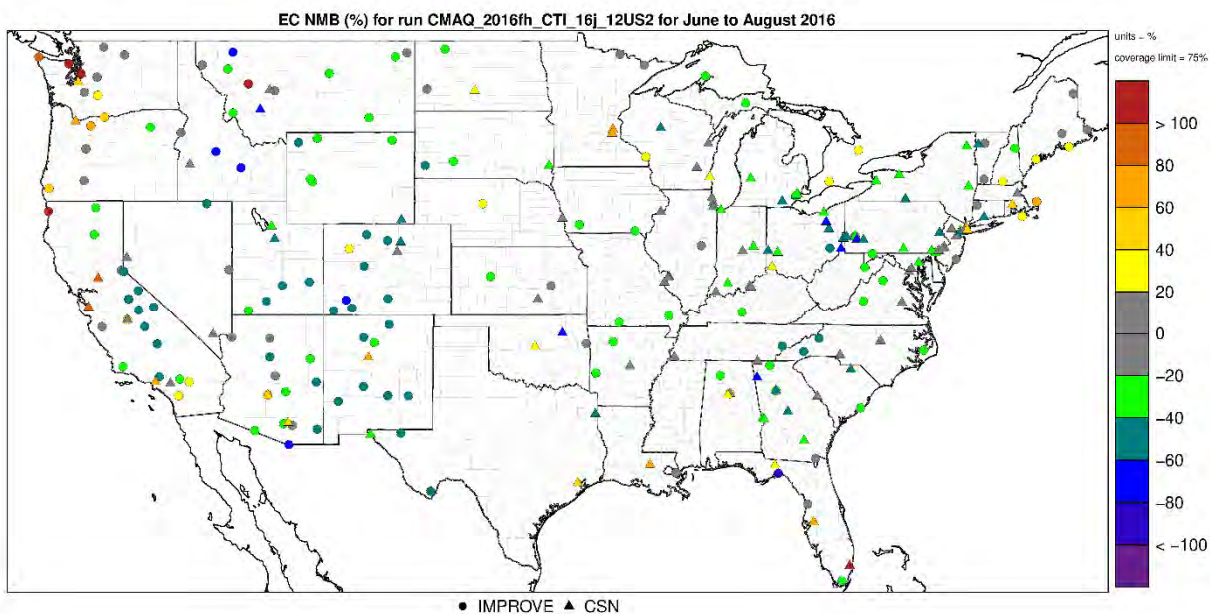 EC NMB (%) for run CMAQ_2016fh_CTI_16j_12US2 for June to August 2016
units = %
coverage limit = 75%
> 100
80
60
40
20
0
−20
−40
−60
−80
< −100
● IMPROVE ▲ CSN